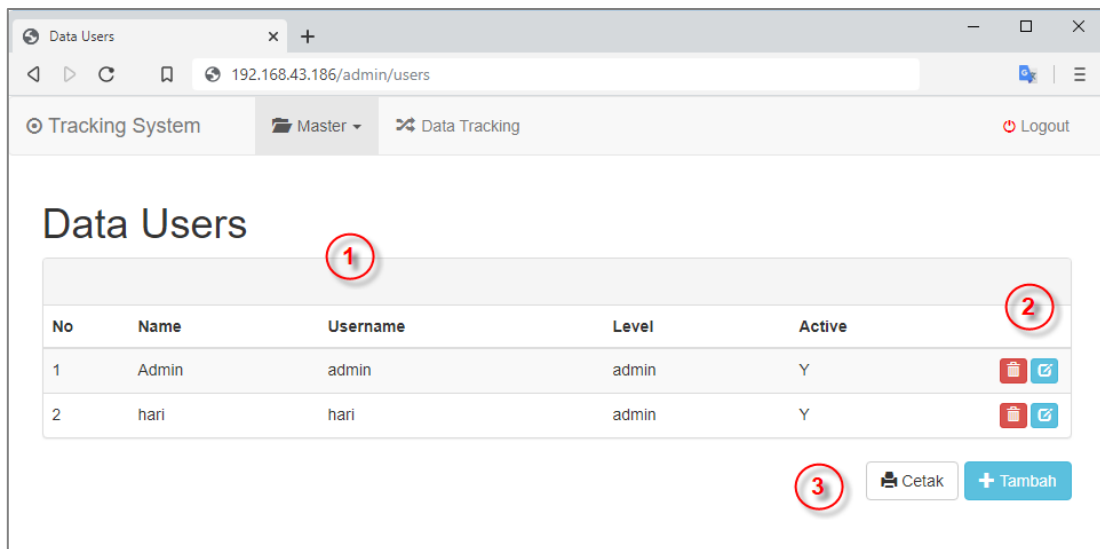 Data Users
192.168.43.186/admin/users
Tracking System Master Data Tracking Logout
Data Users
1
2
No Name Username Level Active
1 Admin admin admin Y
2 hari hari admin Y
3 Cetak Tambah